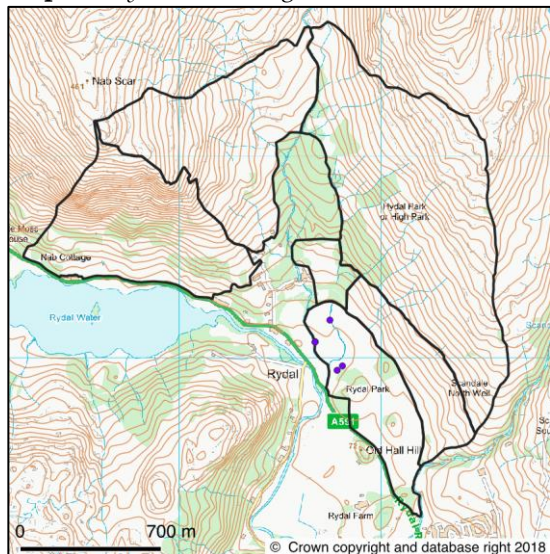 Nab Scar
Rydal Park
or High Park
Nab Cottage
Rydal Water
Rydal
Rydal Park
Scandale
North Woll
A591
Old Hall Hill
Rydal Farm
0 700 m
© Crown copyright and database right 2018